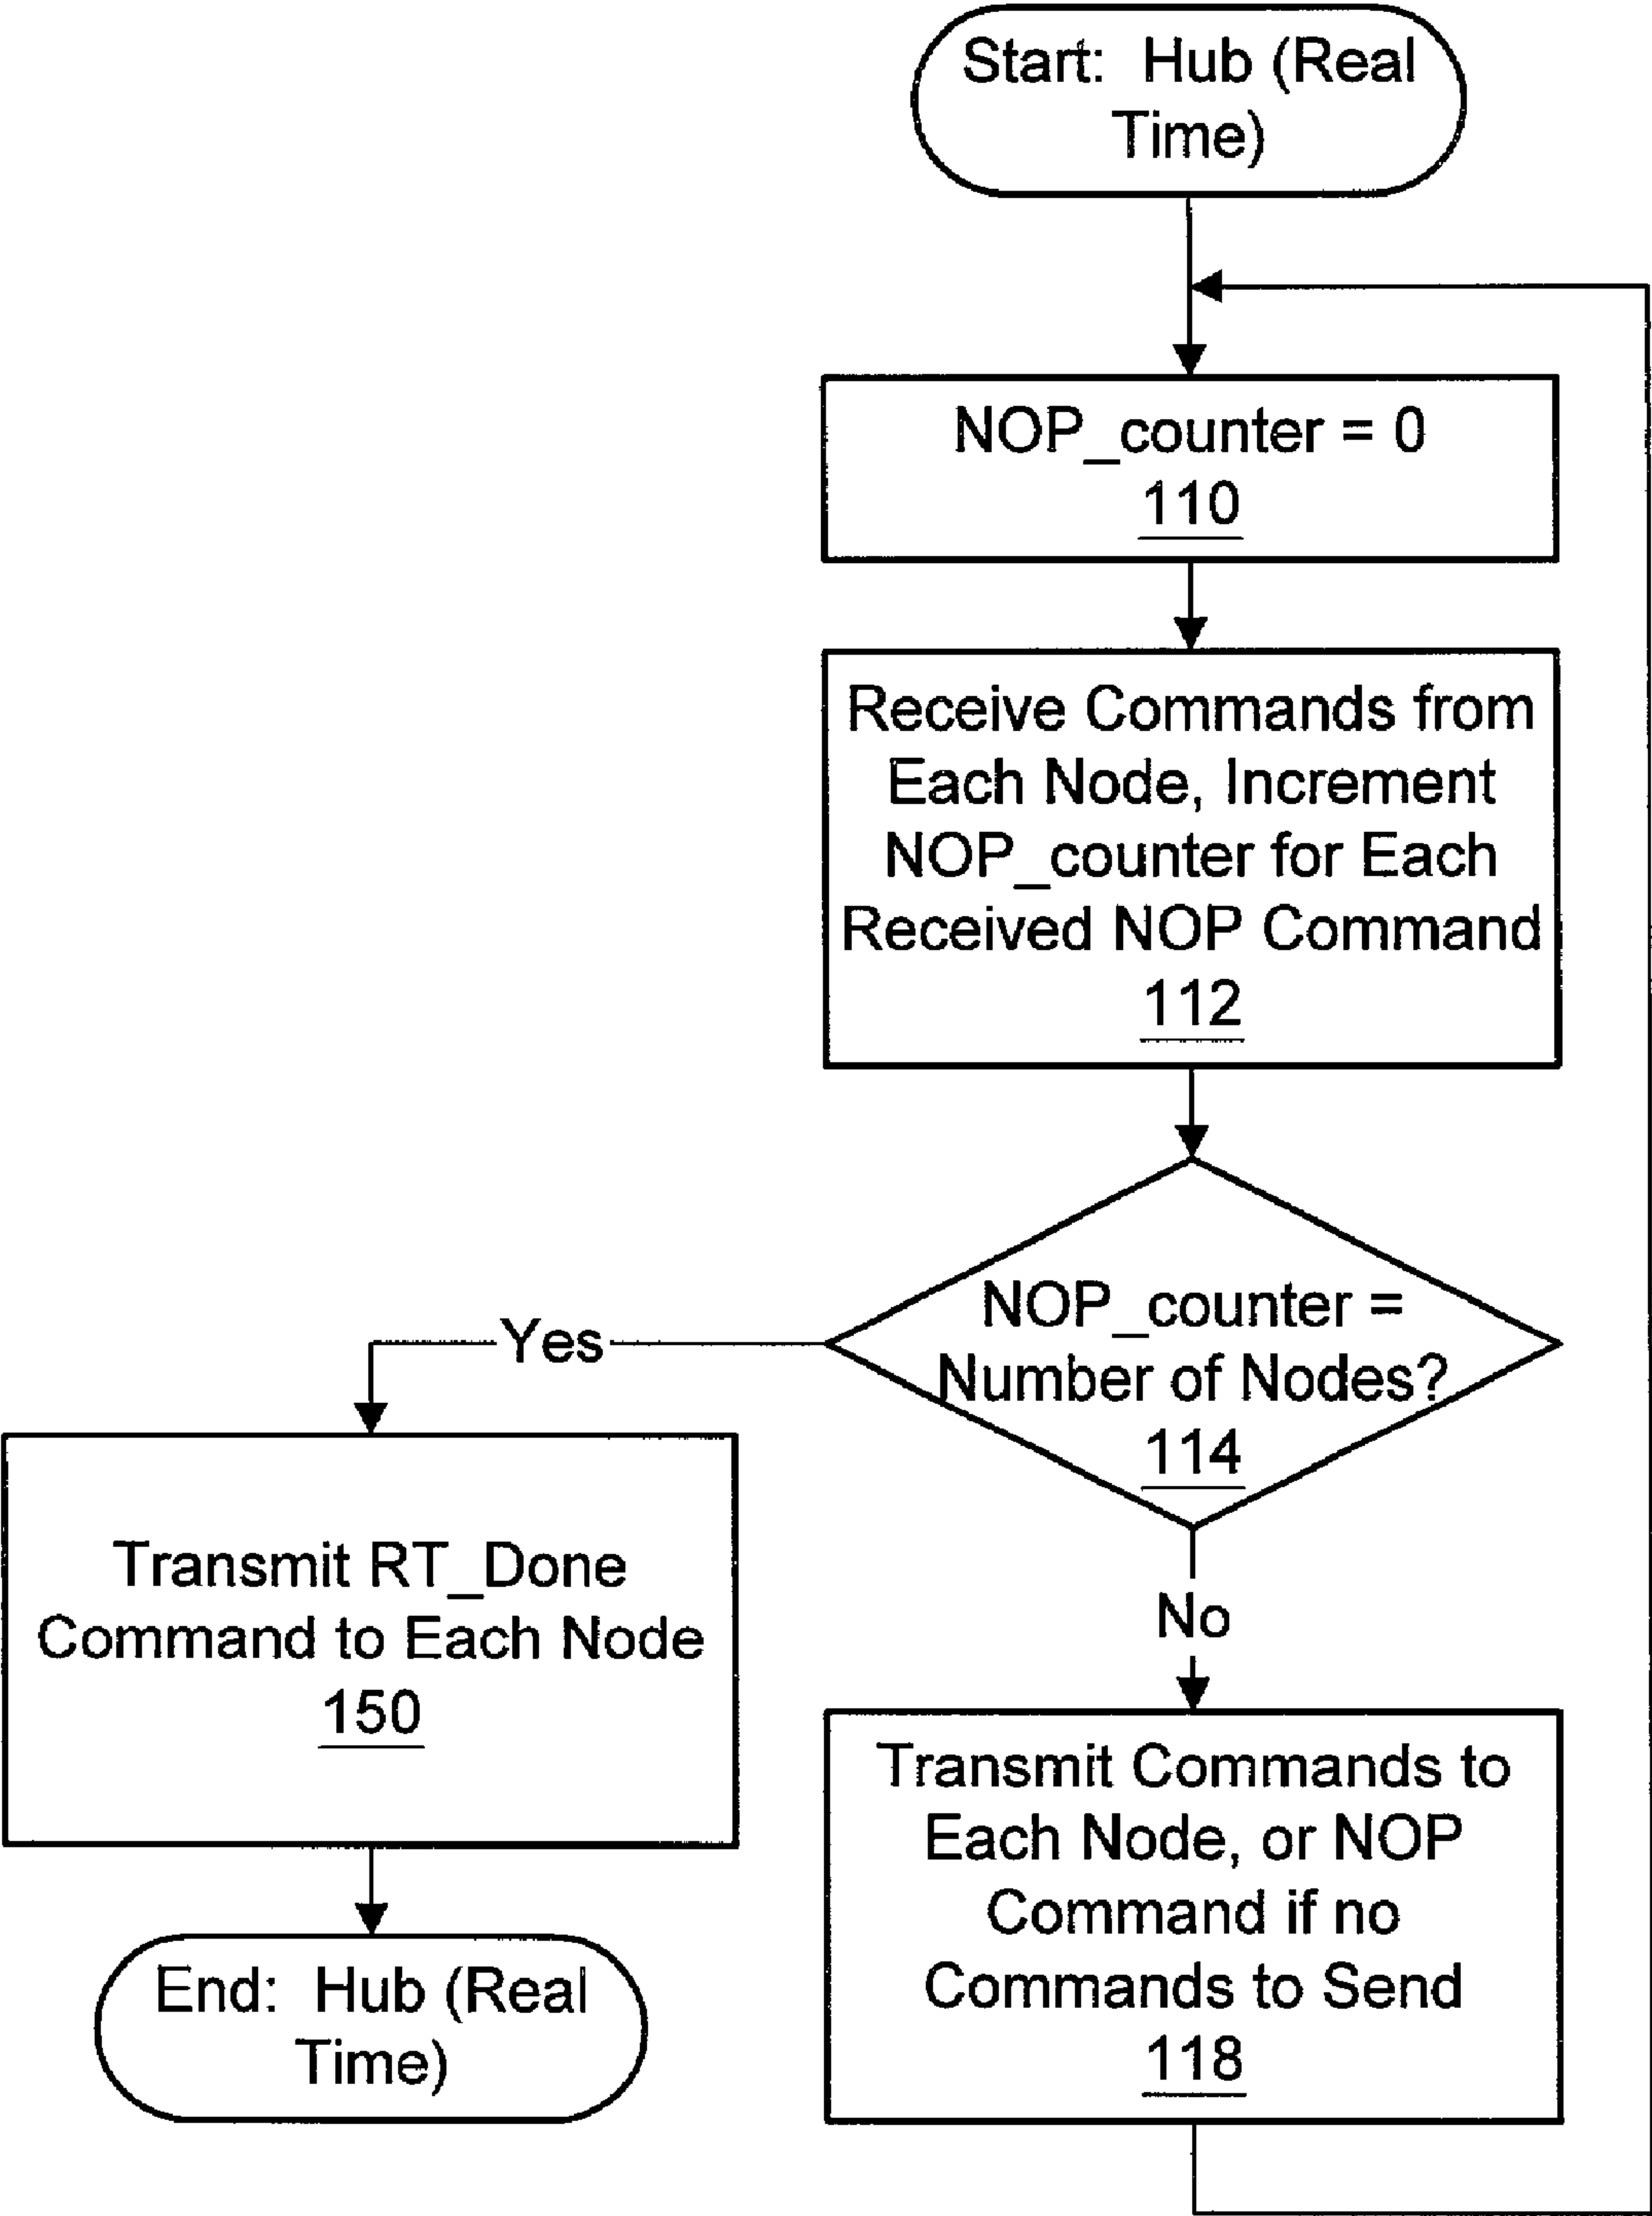 Start: Hub (Real
Time)
NOP_counter = 0
110
Receive Commands from
Each Node, Increment
NOP_counter for Each
Received NOP Command
112
NOP_counter =
Number of Nodes?
114
Yes
No
Transmit RT_Done
Command to Each Node
150
End: Hub (Real
Time)
Transmit Commands to
Each Node, or NOP
Command if no
Commands to Send
118